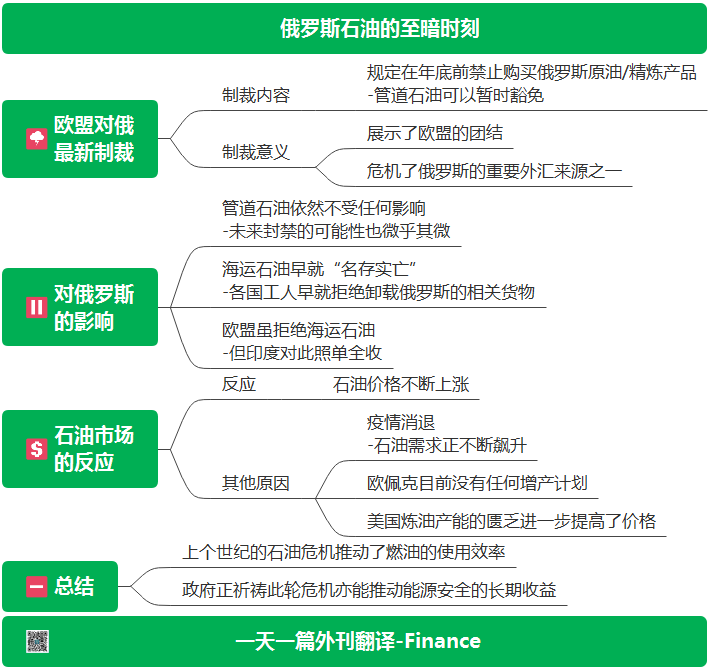 俄罗斯石油的至暗时刻
欧盟对俄
最新制裁
制裁内容
规定在年底前禁止购买俄罗斯原油/精炼产品
-管道石油可以暂时豁免
制裁意义
展示了欧盟的团结
危机了俄罗斯的重要外汇来源之一
对俄罗斯
的影响
管道石油依然不受任何影响
-未来封禁的可能性也微乎其微
海运石油早就“名存实亡”
-各国工人早就拒绝卸载俄罗斯的相关货物
欧盟虽拒绝海运石油
-但印度对此照单全收
石油市场
的反应
反应
石油价格不断上涨
其他原因
疫情消退
-石油需求正不断飙升
欧佩克目前没有任何增产计划
美国炼油产能的匮乏进一步提高了价格
总结
上个世纪的石油危机推动了燃油的使用效率
政府正祈祷此轮危机亦能推动能源安全的长期收益
一天一篇外刊翻译-Finance